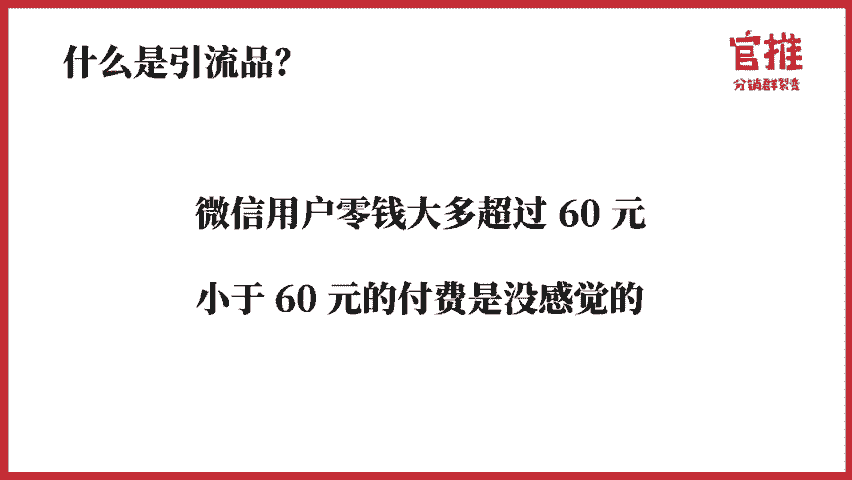 什么是引流品？
官推
分销群裂变
微信用户零钱大多超过 60 元
小于 60 元的付费是没感觉的